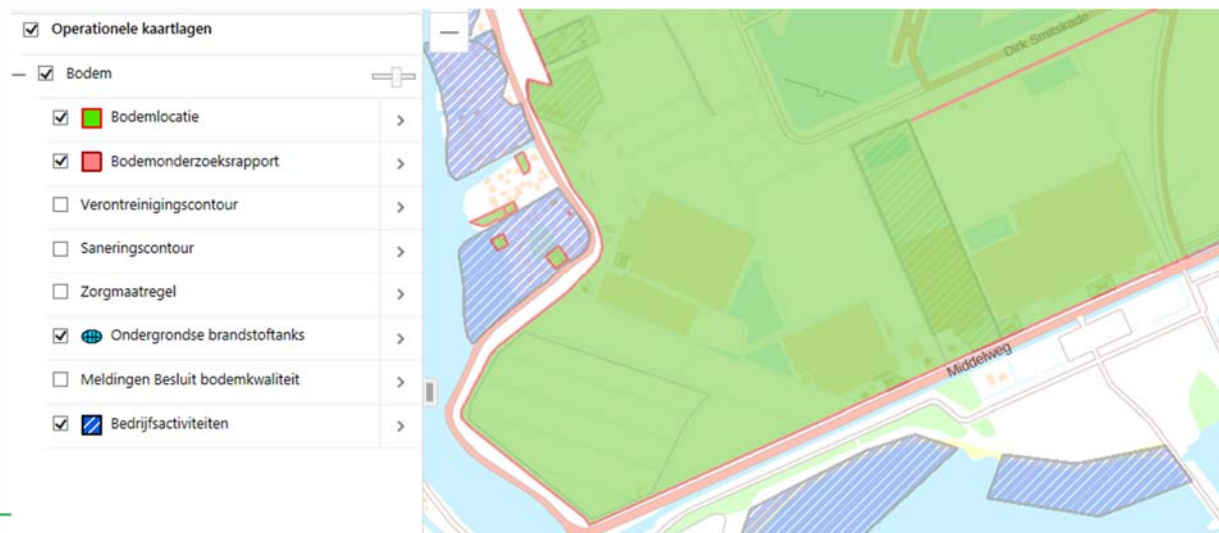 Operationele kaartlagen
Bodem
Bodemlocatie
Bodemonderzoeksrapport
Verontreinigingscontour
Saneringscontour
Zorgmaatregel
Ondergrondse brandstoftanks
Meldingen Besluit bodemkwaliteit
Bedrijfsactiviteiten
Dirk Smitskade
Middelweg